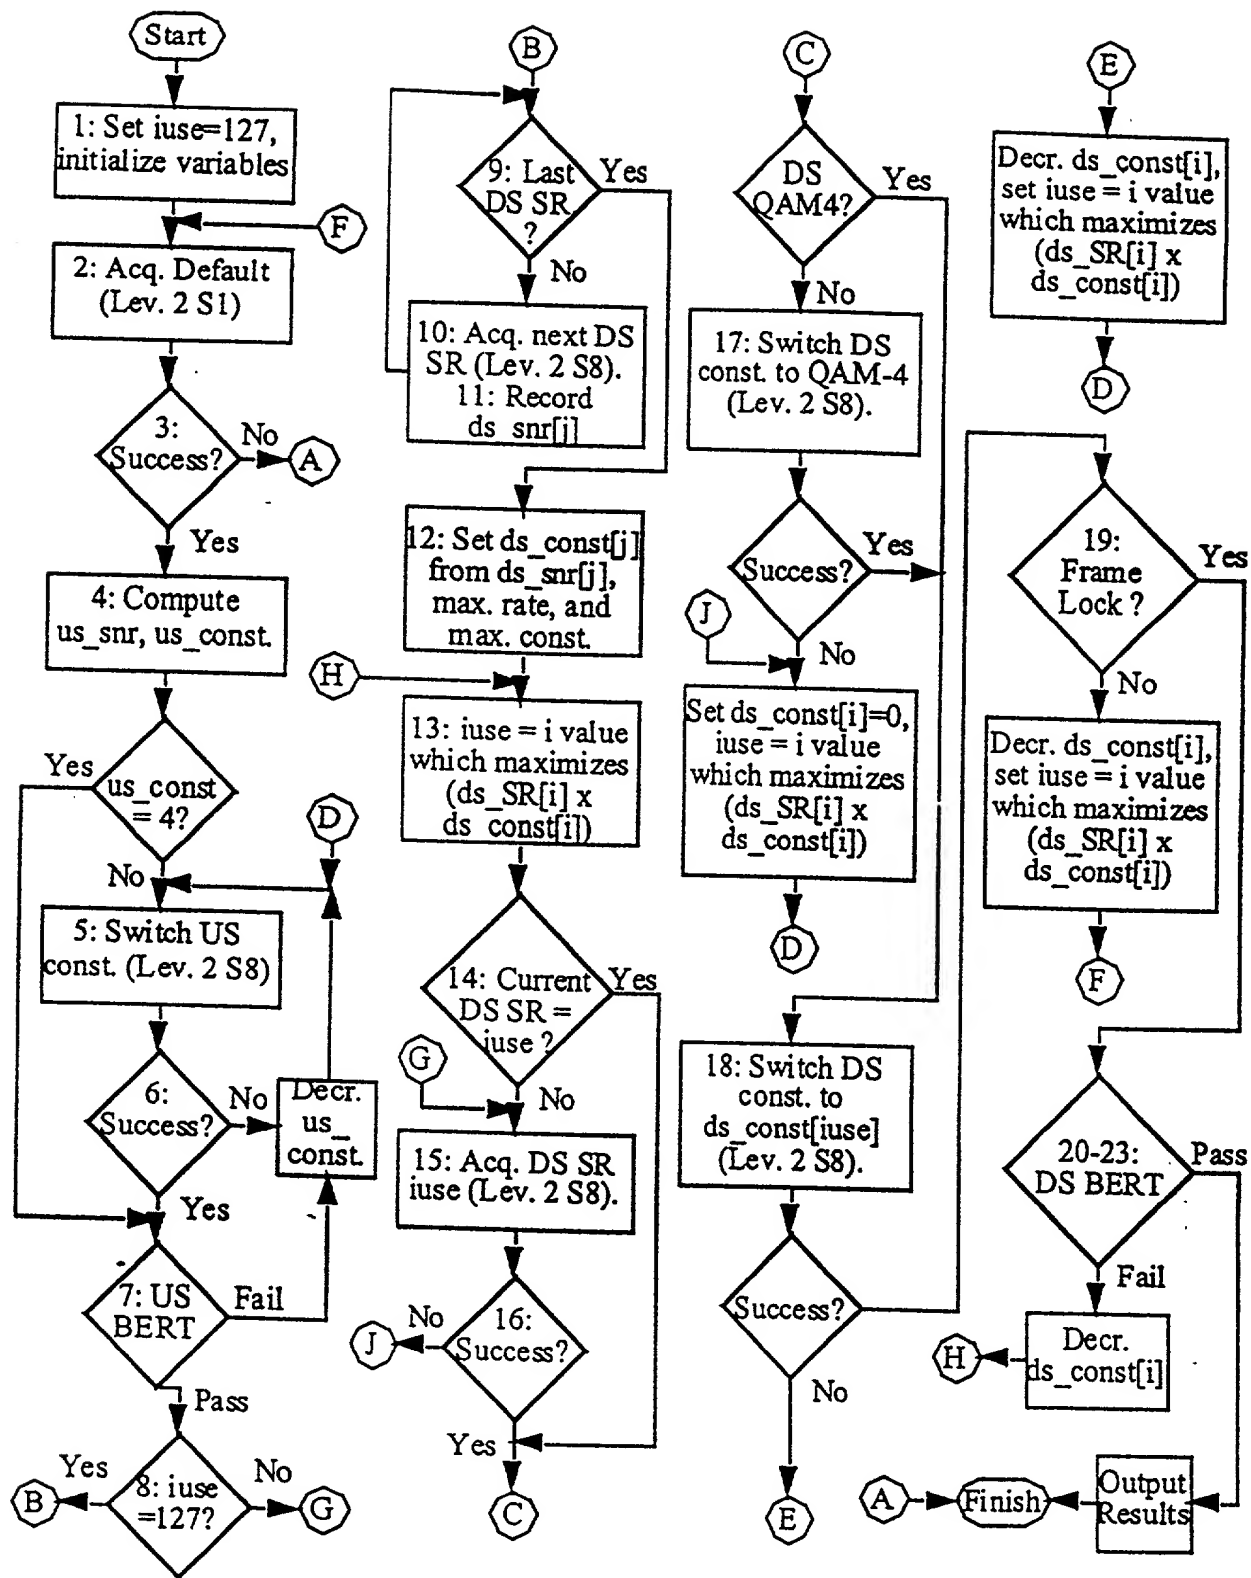 Start
1: Set iuse=127,
initialize variables
F
2: Acq. Default
(Lev. 2 S1)
3:
Success?
No
A
Yes
4: Compute
us_snr, us_const.
Yes
us_const
= 4?
D
No
5: Switch US
const. (Lev. 2 S8)
6:
Success?
No
Decr.
us_
const.
Yes
7: US
BERT
Fail
Pass
Yes
8: iuse
=127?
No
B
G
B
9: Last
DS SR
?
Yes
No
10: Acq. next DS
SR (Lev. 2 S8).
11: Record
ds_snr[j]
12: Set ds_const[j]
from ds_snr[j],
max. rate, and
max. const.
H
13: iuse = i value
which maximizes
(ds_SR[i] x
ds_const[i])
14: Current
DS SR =
iuse ?
Yes
G
No
15: Acq. DS SR
iuse (Lev. 2 S8).
16:
Success?
No
J
Yes
C
C
DS
QAM4?
Yes
No
17: Switch DS
const. to QAM-4
(Lev. 2 S8).
Success?
Yes
J
No
Set ds_const[i]=0,
iuse = i value
which maximizes
(ds_SR[i] x
ds_const[i])
D
18: Switch DS
const. to
ds_const[iuse]
(Lev. 2 S8).
Success?
No
E
E
Decr. ds_const[i],
set iuse = i value
which maximizes
(ds_SR[i] x
ds_const[i])
D
19:
Frame
Lock ?
Yes
No
Decr. ds_const[i],
set iuse = i value
which maximizes
(ds_SR[i] x
ds_const[i])
F
20-23:
DS BERT
Pass
Fail
Decr.
ds_const[i]
H
A
Finish
Output
Results